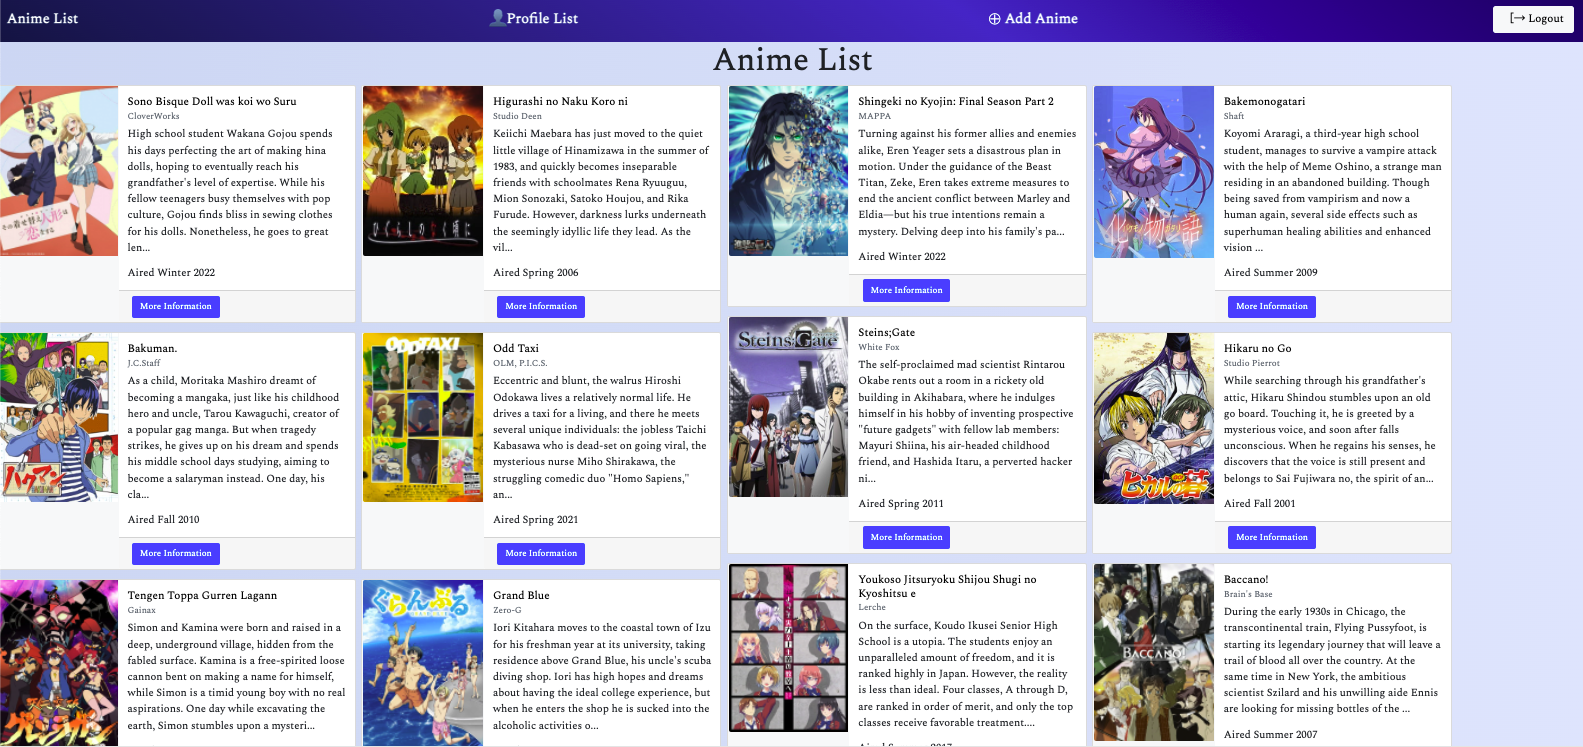 Anime List
Profile List
Add Anime
Logout
Anime List
Sono Bisque Doll was koi wo Suru
CloverWorks
High school student Wakana Gojou spends
his days perfecting the art of making hina
dolls, hoping to eventually reach his
grandfather's level of expertise. While his
fellow teenagers busy themselves with pop
culture, Gojou finds bliss in sewing clothes
for his dolls. Nonetheless, he goes to great
len...
Aired Winter 2022
More Information
Higurashi no Naku Koro ni
Studio Deen
Keiichi Maebara has just moved to the quiet
little village of Hinamizawa in the summer of
1983, and quickly becomes inseparable
friends with schoolmates Rena Ryuuguu,
Mion Sonozaki, Satoko Houjou, and Rika
Furude. However, darkness lurks underneath
the seemingly idyllic life they lead. As the
vil...
Aired Spring 2006
More Information
Shingeki no Kyojin: Final Season Part 2
MAPPA
Turning against his former allies and enemies
alike, Eren Yeager sets a disastrous plan in
motion. Under the guidance of the Beast
Titan, Zeke, Eren takes extreme measures to
end the ancient conflict between Marley and
Eldia—but his true intentions remain a
mystery. Delving deep into his family's pa...
Aired Winter 2022
More Information
化物語
Bakemonogatari
Shaft
Koyomi Araragi, a third-year high school
student, manages to survive a vampire attack
with the help of Meme Oshino, a strange man
residing in an abandoned building. Though
being saved from vampirism and now a
human again, several side effects such as
superhuman healing abilities and enhanced
vision ...
Aired Summer 2009
More Information
バクマン
Bakuman.
J.C.Staff
As a child, Moritaka Mashiro dreamt of
becoming a mangaka, just like his childhood
hero and uncle, Tarou Kawaguchi, creator of
a popular gag manga. But when tragedy
strikes, he gives up on his dream and spends
his middle school days studying, aiming to
become a salaryman instead. One day, his
cla...
Aired Fall 2010
More Information
ODDTAXI
Odd Taxi
OLM, P.I.C.S.
Eccentric and blunt, the walrus Hiroshi
Odokawa lives a relatively normal life. He
drives a taxi for a living, and there he meets
several unique individuals: the jobless Taichi
Kabasawa who is dead-set on going viral, the
mysterious nurse Miho Shirakawa, the
struggling comedic duo "Homo Sapiens,"
an...
Aired Spring 2021
More Information
Steins;Gate
Steins;Gate
White Fox
The self-proclaimed mad scientist Rintarou
Okabe rents out a room in a rickety old
building in Akihabara, where he indulges
himself in his hobby of inventing prospective
"future gadgets" with fellow lab members:
Mayuri Shiina, his air-headed childhood
friend, and Hashida Itaru, a perverted hacker
ni...
Aired Spring 2011
More Information
ヒカルの碁
Hikaru no Go
Studio Pierrot
While searching through his grandfather's
attic, Hikaru Shindou stumbles upon an old
go board. Touching it, he is greeted by a
mysterious voice, and soon after falls
unconscious. When he regains his senses, he
discovers that the voice is still present and
belongs to Sai Fujiwara no, the spirit of an...
Aired Fall 2001
More Information
Tengen Toppa Gurren Lagann
Gainax
Simon and Kamina were born and raised in a
deep, underground village, hidden from the
fabled surface. Kamina is a free-spirited loose
cannon bent on making a name for himself,
while Simon is a timid young boy with no real
aspirations. One day while excavating the
earth, Simon stumbles upon a mysteri...
ぐらんぶる
Grand Blue
Zero-G
Iori Kitahara moves to the coastal town of Izu
for his freshman year at its university, taking
residence above Grand Blue, his uncle's scuba
diving shop. Iori has high hopes and dreams
about having the ideal college experience, but
when he enters the shop he is sucked into the
alcoholic activities o...
Youkoso Jitsuryoku Shijou Shugi no
Kyoshitsu e
Lerche
On the surface, Koudo Ikusei Senior High
School is a utopia. The students enjoy an
unparalleled amount of freedom, and it is
ranked highly in Japan. However, the reality
is less than ideal. Four classes, A through D,
are ranked in order of merit, and only the top
classes receive favorable treatment....
Aired Summer 2017
BACCANO!
Baccano!
Brain's Base
During the early 1930s in Chicago, the
transcontinental train, Flying Pussyfoot, is
starting its legendary journey that will leave a
trail of blood all over the country. At the
same time in New York, the ambitious
scientist Szilard and his unwilling aide Ennis
are looking for missing bottles of the ...
Aired Summer 2007